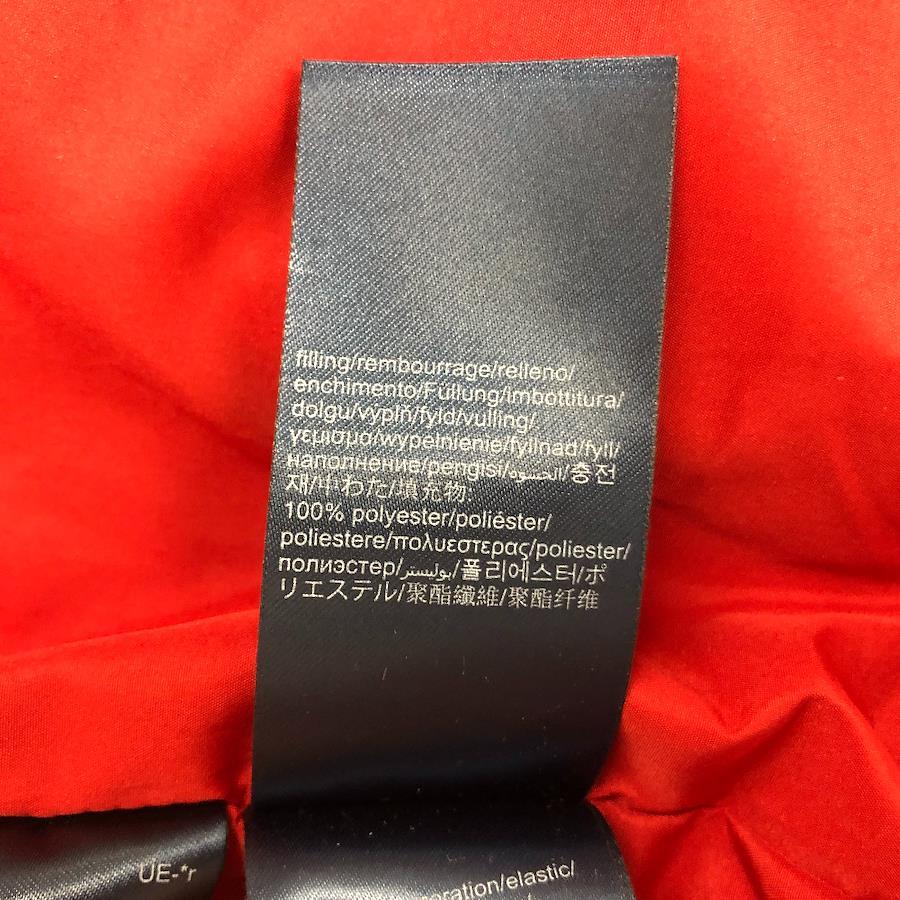 filling/rembourrage/relleno/
enchimento/Füllung/imbottitura/
dolgu/výplň/fyld/vulling/
γεμισμα/wypełnienie/fyllnad/fyll/
наполнение/pengisi/الحشوة/충전
재/中わた/填充物
100% polyester/poliéster/
poliestere/πολυεστερας/poliester/
полиэстер/بوليستر/폴리에스터/ポ
リエステル/聚酯纖維/聚酯纤维
UE-*r
oration/elastic/